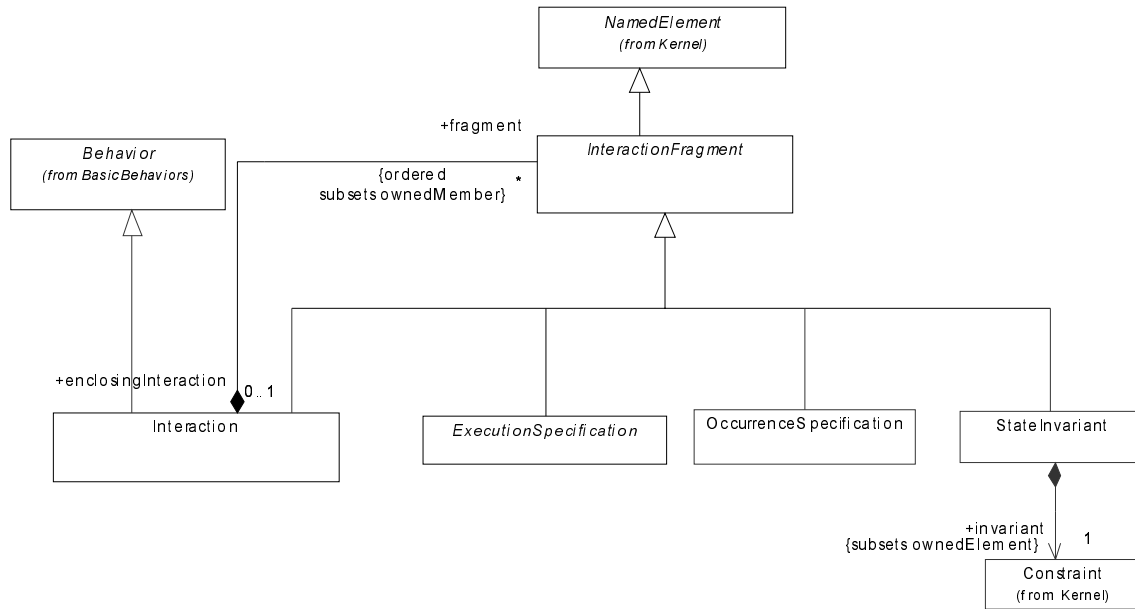 NamedElement
(from Kernel)
+fragment
InteractionFragment
Behavior
(from BasicBehaviors)
{ordered
subsets ownedMember}
*
+enclosingInteraction
0..1
Interaction
ExecutionSpecification
OccurrenceSpecification
StateInvariant
+invariant
{subsets ownedElement}
1
Constraint
(from Kernel)